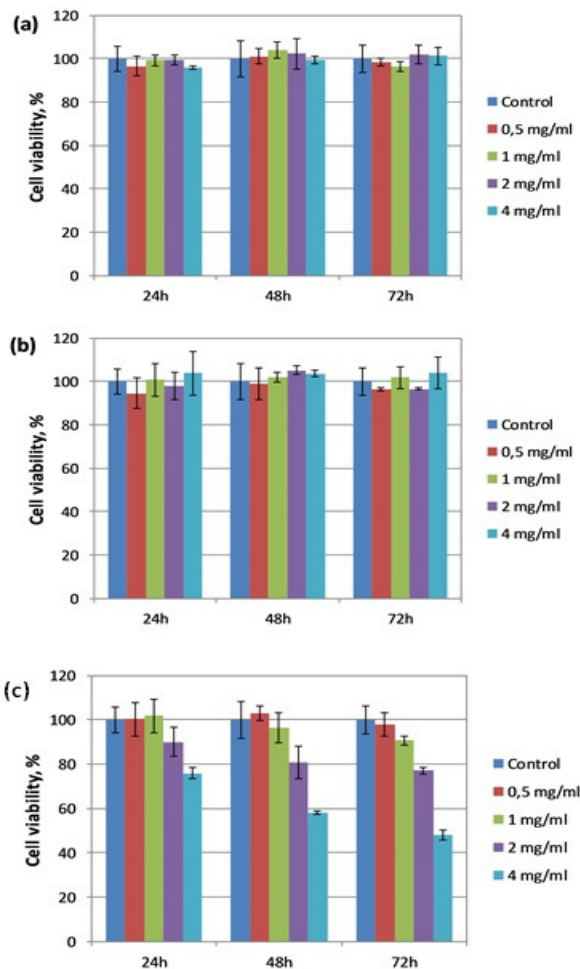 (a)
Cell viability, %
120
100
80
60
40
20
0
24h 48h 72h
Control
0,5 mg/ml
1 mg/ml
2 mg/ml
4 mg/ml
(b)
Cell viability, %
120
100
80
60
40
20
0
24h 48h 72h
Control
0,5 mg/ml
1 mg/ml
2 mg/ml
4 mg/ml
(c)
Cell viability, %
120
100
80
60
40
20
0
24h 48h 72h
Control
0,5 mg/ml
1 mg/ml
2 mg/ml
4 mg/ml